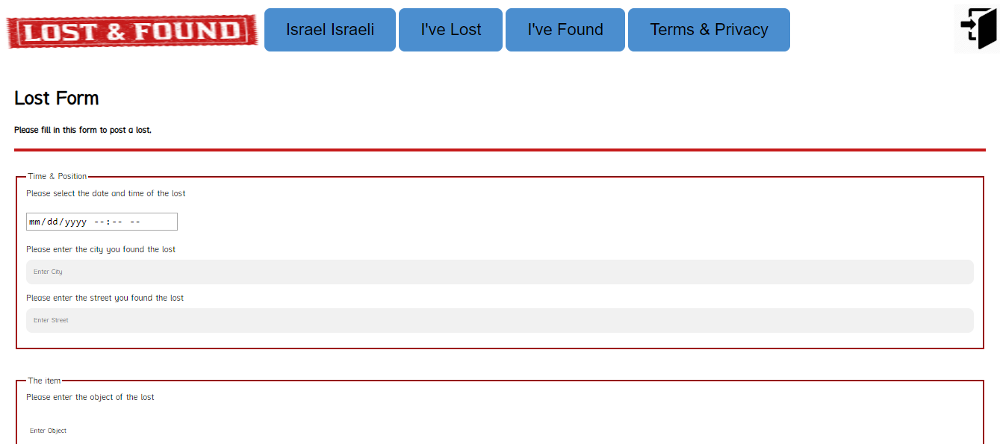 LOST & FOUND
Israel Israeli
I've Lost
I've Found
Terms & Privacy
Lost Form
Please fill in this form to post a lost.
Time & Position
Please select the date and time of the lost
mm/dd/yyyy --:-- --
Please enter the city you found the lost
Enter City
Please enter the street you found the lost
Enter Street
The item
Please enter the object of the lost
Enter Object